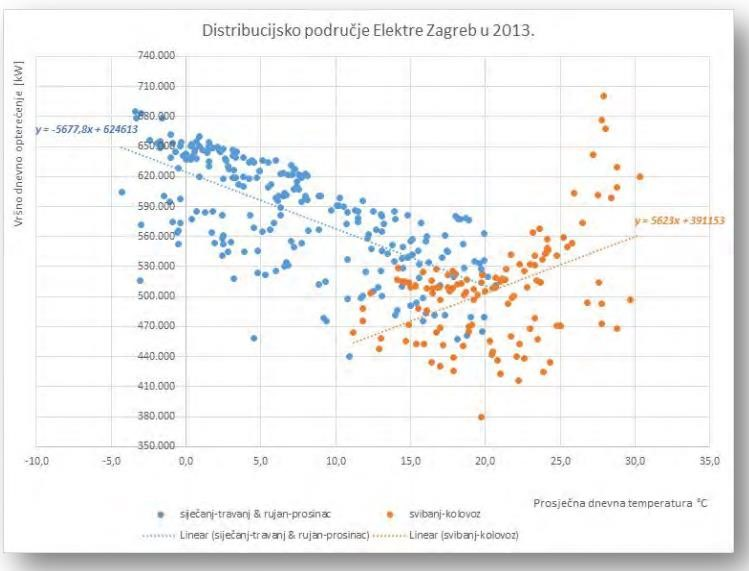 Distribucijsko područje Elektre Zagreb u 2013.
Vršno dnevno opterećenje [kW]
740.000
710.000
680.000
650.000
620.000
590.000
560.000
530.000
500.000
470.000
440.000
410.000
380.000
350.000
y = -5677,8x + 624613
y = 5623x + 391153
-10,0 -5,0 0,0 5,0 10,0 15,0 20,0 25,0 30,0 35,0
Prosječna dnevna temperatura °C
siječanj-travanj & rujan-prosinac svibanj-kolovoz
Linear (siječanj-travanj & rujan-prosinac) Linear (svibanj-kolovoz)